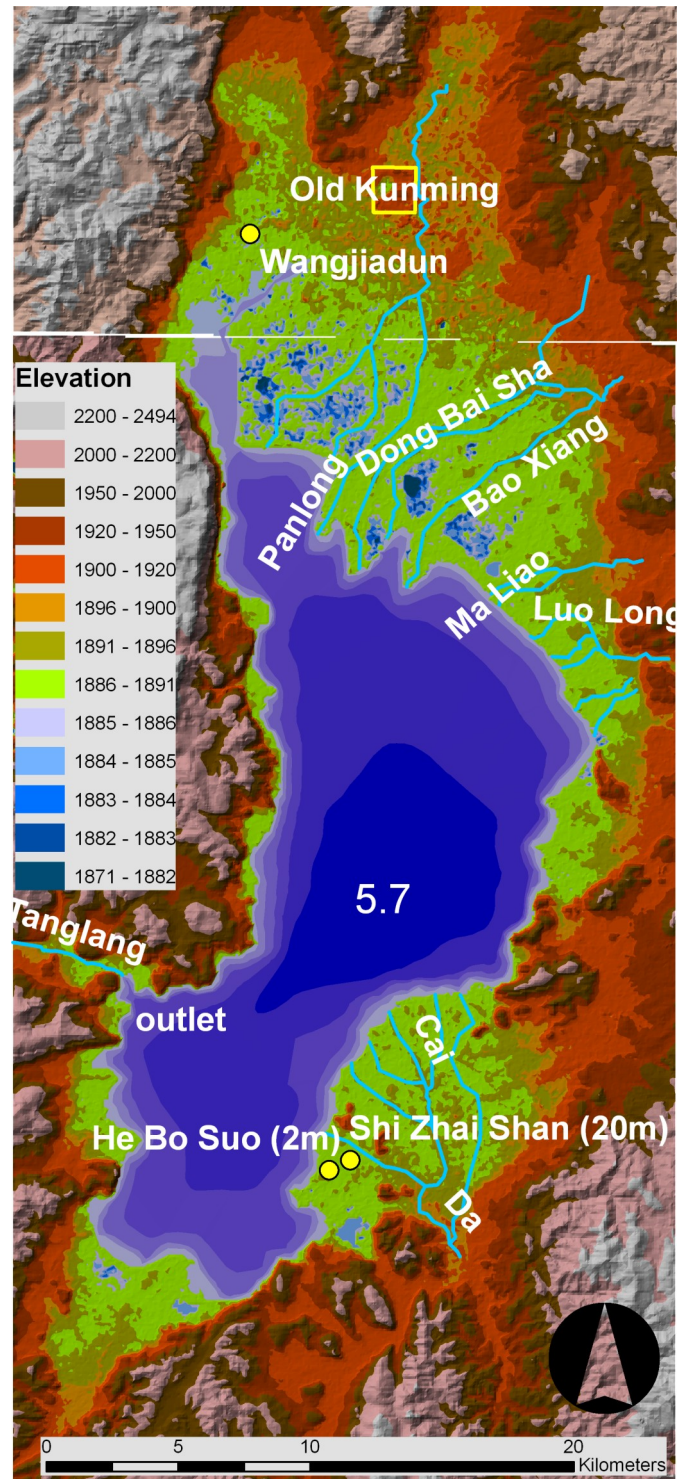 Old Kunming
Wangjiadun
Elevation
2200 - 2494
2000 - 2200
1950 - 2000
1920 - 1950
1900 - 1920
1896 - 1900
1891 - 1896
1886 - 1891
1885 - 1886
1884 - 1885
1883 - 1884
1882 - 1883
1871 - 1882
Dong Bai Sha
Panlong
Bao Xiang
Ma Liao
Luo Long
5.7
Tanglang
outlet
Cai
He Bo Suo (2m)
Shi Zhai Shan (20m)
Da
0 5 10 20
Kilometers